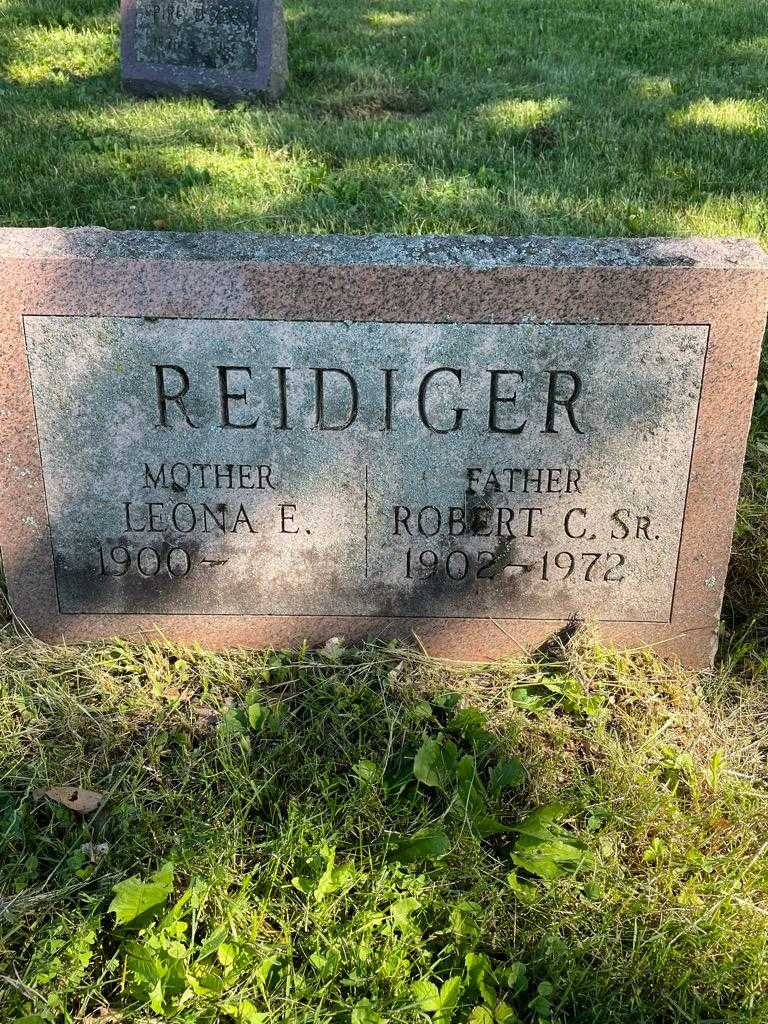 REIDIGER
MOTHER
LEONA E.
1900-
FATHER
ROBERT C. SR.
1902-1972